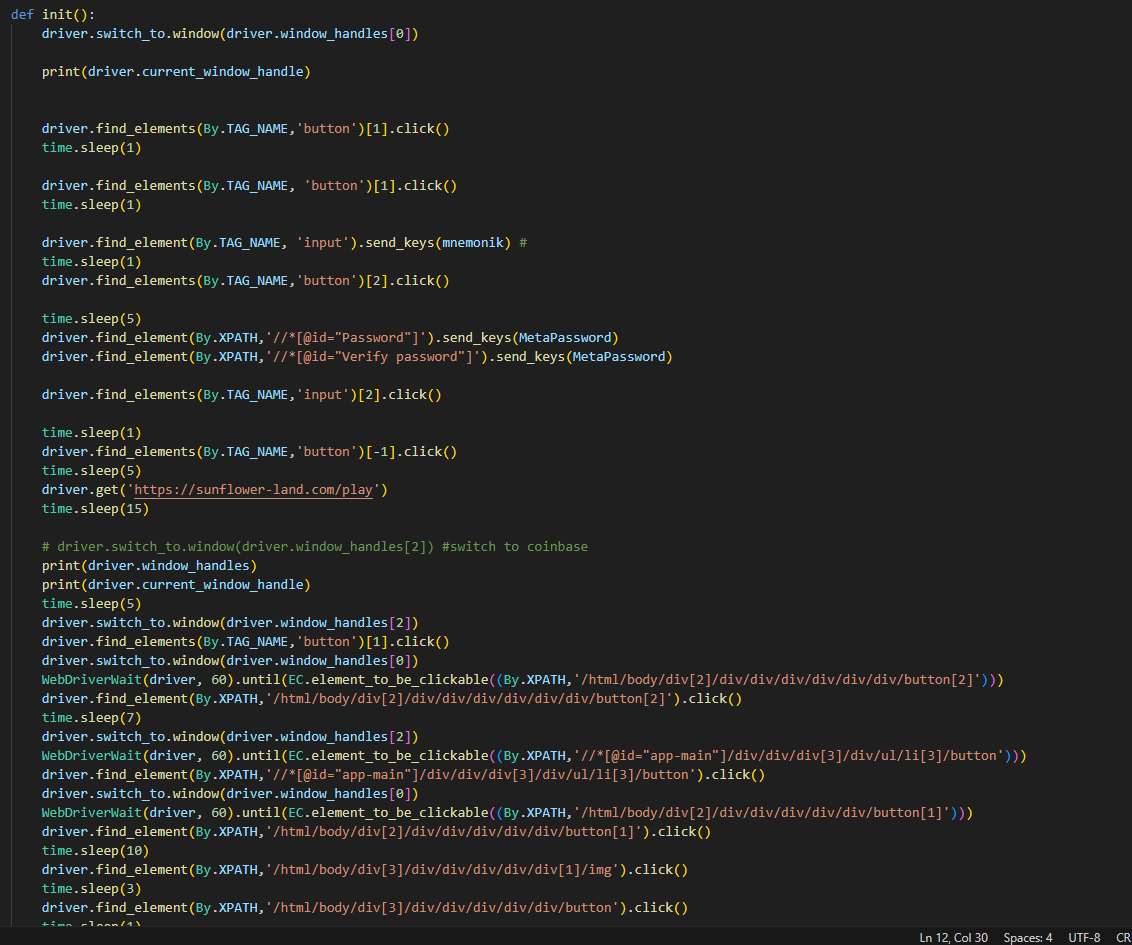 def init():
    driver.switch_to.window(driver.window_handles[0])
    print(driver.current_window_handle)
    driver.find_elements(By.TAG_NAME,'button')[1].click()
    time.sleep(1)
    driver.find_elements(By.TAG_NAME, 'button')[1].click()
    time.sleep(1)
    driver.find_element(By.TAG_NAME, 'input').send_keys(mnemonik) #
    time.sleep(1)
    driver.find_elements(By.TAG_NAME,'button')[2].click()
    time.sleep(5)
    driver.find_element(By.XPATH,'//*[@id="Password"]').send_keys(MetaPassword)
    driver.find_element(By.XPATH,'//*[@id="Verify password"]').send_keys(MetaPassword)
    driver.find_elements(By.TAG_NAME,'input')[2].click()
    time.sleep(1)
    driver.find_elements(By.TAG_NAME,'button')[-1].click()
    time.sleep(5)
    driver.get('https://sunflower-land.com/play')
    time.sleep(15)
    # driver.switch_to.window(driver.window_handles[2]) #switch to coinbase
    print(driver.window_handles)
    print(driver.current_window_handle)
    time.sleep(5)
    driver.switch_to.window(driver.window_handles[2])
    driver.find_elements(By.TAG_NAME,'button')[1].click()
    driver.switch_to.window(driver.window_handles[0])
    WebDriverWait(driver, 60).until(EC.element_to_be_clickable((By.XPATH,'/html/body/div[2]/div/div/div/div/div/div/button[2]')))
    driver.find_element(By.XPATH,'/html/body/div[2]/div/div/div/div/div/div/button[2]').click()
    time.sleep(7)
    driver.switch_to.window(driver.window_handles[2])
    WebDriverWait(driver, 60).until(EC.element_to_be_clickable((By.XPATH,'//*[@id="app-main"]/div/div/div[3]/div/ul/li[3]/button')))
    driver.find_element(By.XPATH,'//*[@id="app-main"]/div/div/div[3]/div/ul/li[3]/button').click()
    driver.switch_to.window(driver.window_handles[0])
    WebDriverWait(driver, 60).until(EC.element_to_be_clickable((By.XPATH,'/html/body/div[2]/div/div/div/div/div/button[1]')))
    driver.find_element(By.XPATH,'/html/body/div[2]/div/div/div/div/div/button[1]').click()
    time.sleep(10)
    driver.find_element(By.XPATH,'/html/body/div[3]/div/div/div/div/div[1]/img').click()
    time.sleep(3)
    driver.find_element(By.XPATH,'/html/body/div[3]/div/div/div/div/div/button').click()
    time.sleep(1)
Ln 12, Col 30 Spaces: 4 UTF-8 CR